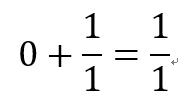 0 + 1/1 = 1/1